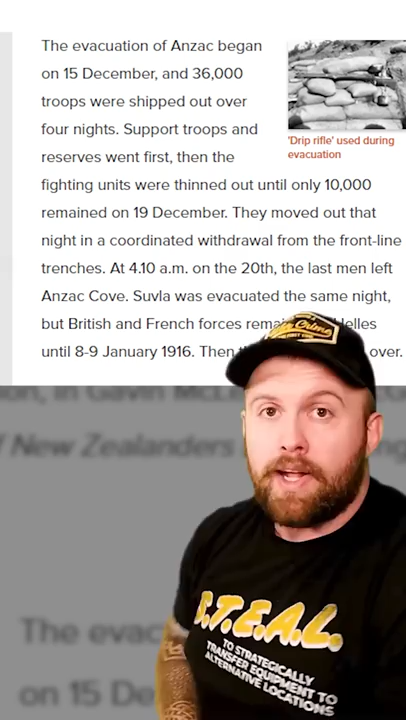 The evacuation of Anzac began
on 15 December, and 36,000
troops were shipped out over
four nights. Support troops and
reserves went first, then the
fighting units were thinned out until only 10,000
remained on 19 December. They moved out that
night in a coordinated withdrawal from the front-line
trenches. At 4.10 a.m. on the 20th, the last men left
Anzac Cove. Suvla was evacuated the same night,
but British and French forces
until 8-9 January 1916. Then over.
'Drip rifle' used during
evacuation
in Gavin
New Zealanders
Crime
S.T.E.A.L.
TO STRATEGICALLY
TRANSFER EQUIPMENT TO
ALTERNATIVE LOCATIONS
The
on 15